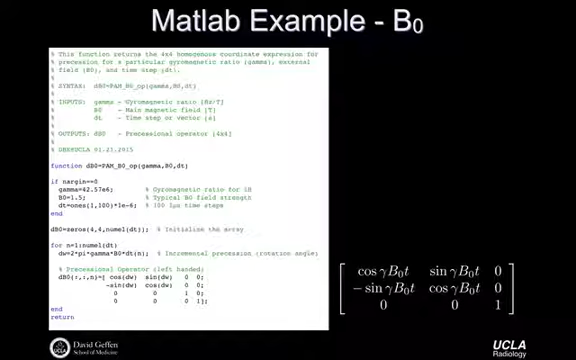 Matlab Example - B0
% This function returns the 4x4 homogenous coordinate expression for
% precession for a particular gyromagnetic ratio (gamma), external
% field (B0), and time step (dt).
%
% SYNTAX: dB0=PAM_B0_op(gamma,B0,dt)
%
% INPUTS: gamma - Gyromagnetic ratio [Hz/T]
% B0 - Main magnetic field [T]
% dt - Time step or vector [s]
%
% OUTPUTS: dB0 - Precessional operator [4x4]
%
% DBE@UCLA 01.21.2015
function dB0=PAM_B0_op(gamma,B0,dt)
if nargin==0
gamma=42.57e6; % Gyromagnetic ratio for 1H
B0=1.5; % Typical B0 field strength
dt=ones(1,100)*1e-6; % 100 1µs time steps
end
dB0=zeros(4,4,numel(dt)); % Initialize the array
for n=1:numel(dt)
dw=2*pi*gamma*B0*dt(n); % Incremental precession (rotation angle)
% Precessional Operator (left handed)
dB0(:,:,n)=[ cos(dw) sin(dw) 0 0;
-sin(dw) cos(dw) 0 0;
0 0 1 0;
0 0 0 1];
end
return
cos γB0t sin γB0t 0
− sin γB0t cos γB0t 0
0 0 1
UCLA
David Geffen
School of Medicine
UCLA
Radiology